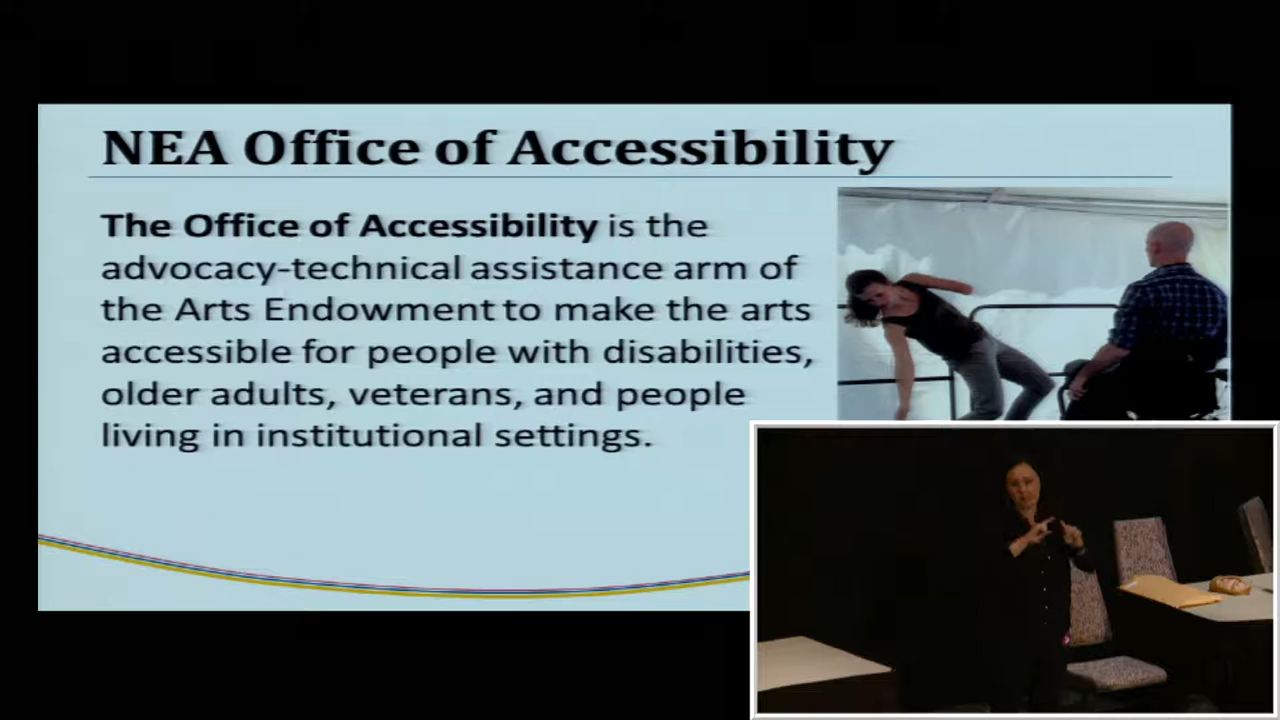 NEA Office of Accessibility
The Office of Accessibility is the
advocacy-technical assistance arm of
the Arts Endowment to make the arts
accessible for people with disabilities,
older adults, veterans, and people
living in institutional settings.